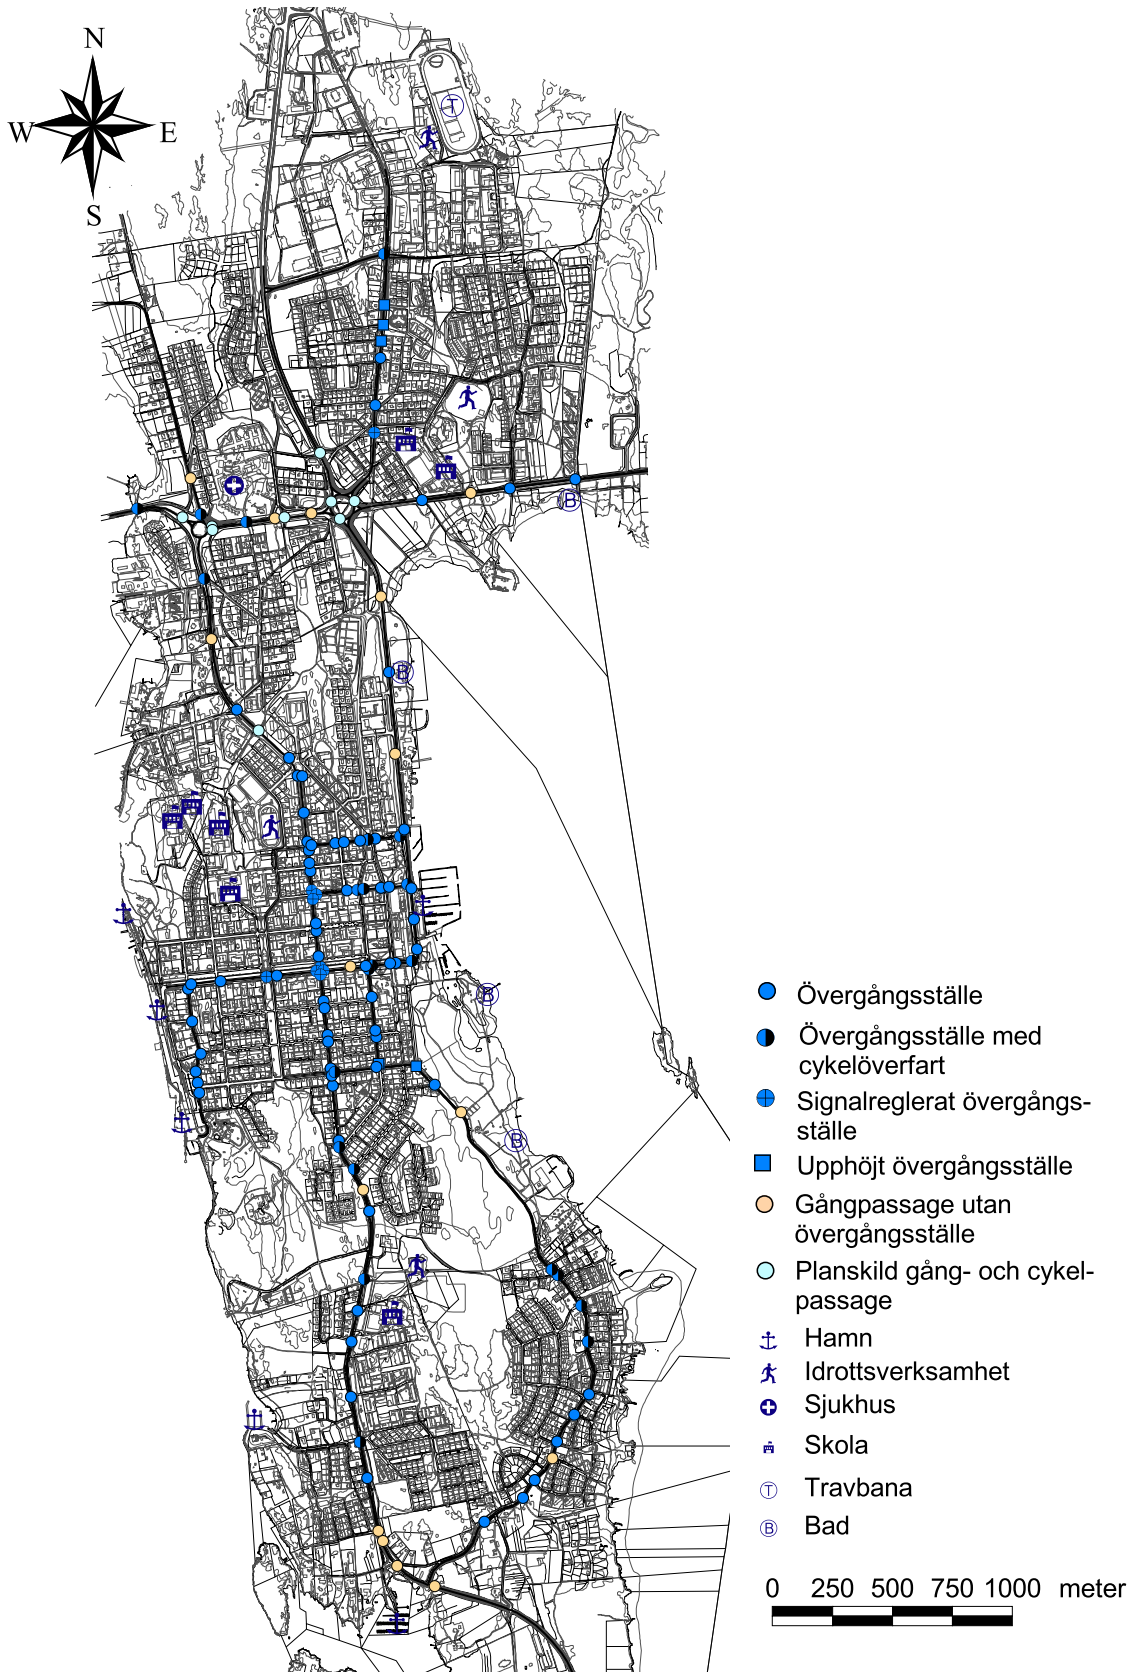 N
W E
S
T
B
B
B
B
Övergångsställe
Övergångsställe med
cykelöverfart
Signalreglerat övergångs-
ställe
Upphöjt övergångsställe
Gångpassage utan
övergångsställe
Planskild gång- och cykel-
passage
Hamn
Idrottsverksamhet
Sjukhus
Skola
T Travbana
B Bad
0 250 500 750 1000 meter